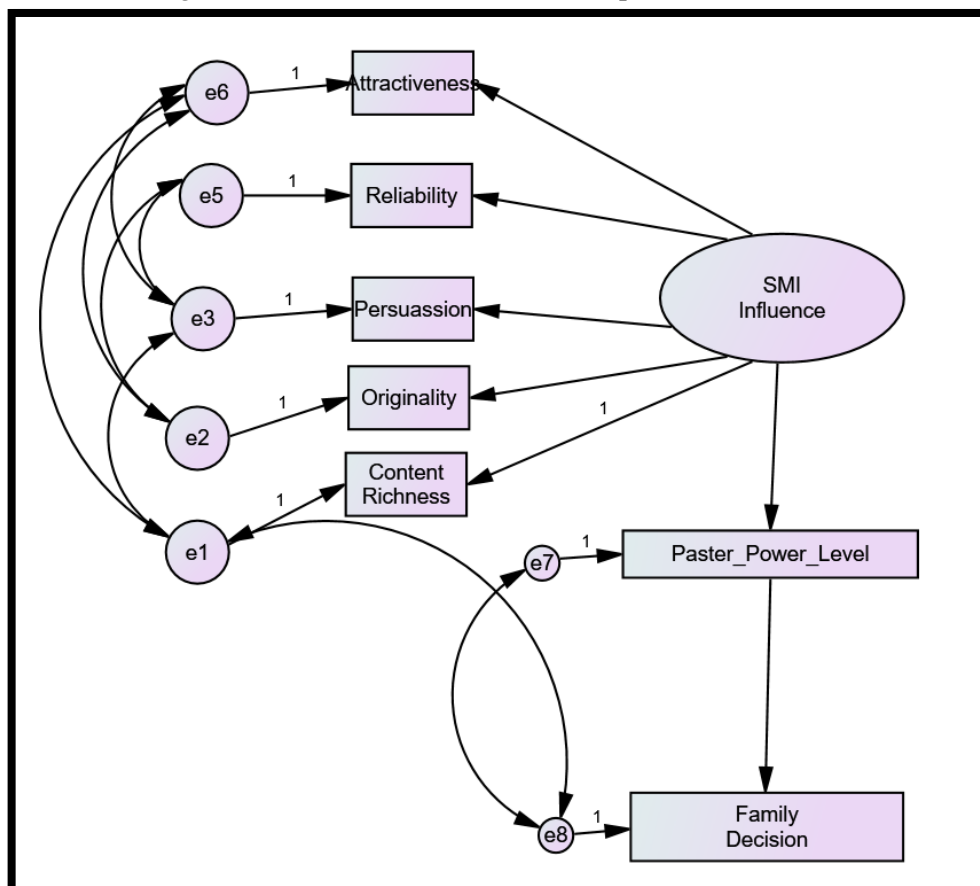 1
e6
Attractiveness
1
e5
Reliability
SMI
Influence
1
e3
Persuassion
1
e2
Originality
1
Content
Richness
1
e1
1
e7
Paster_Power_Level
1
e8
Family
Decision